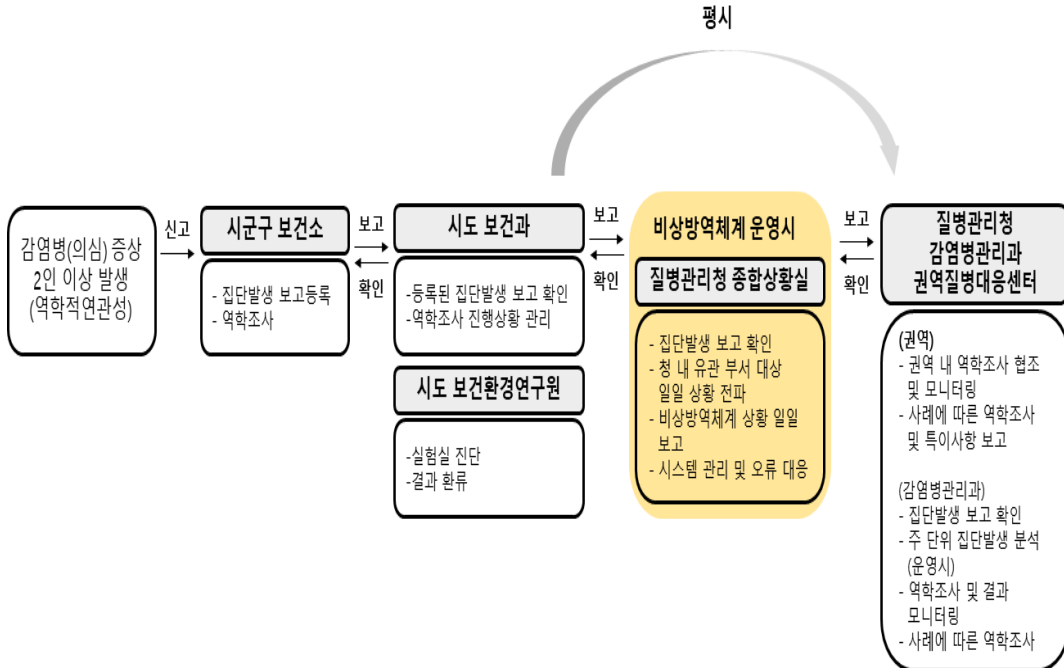 평시
감염병(의심) 증상
2인 이상 발생
(역학적연관성)
신고
시군구 보건소
- 집단발생 보고등록
- 역학조사
보고
확인
시도 보건과
-등록된 집단발생 보고 확인
-역학조사 진행상황 관리
시도 보건환경연구원
-실험실 진단
-결과 환류
보고
확인
비상방역체계 운영시
질병관리청 종합상황실
- 집단발생 보고 확인
- 청 내 유관 부서 대상
일일 상황 전파
- 비상방역체계 상황 일일
보고
- 시스템 관리 및 오류 대응
보고
확인
질병관리청
감염병관리과
권역질병대응센터
(권역)
- 권역 내 역학조사 협조
및 모니터링
- 사례에 따른 역학조사
및 특이사항 보고
(감염병관리과)
- 집단발생 보고 확인
- 주 단위 집단발생 분석
(운영시)
- 역학조사 및 결과
모니터링
- 사례에 따른 역학조사